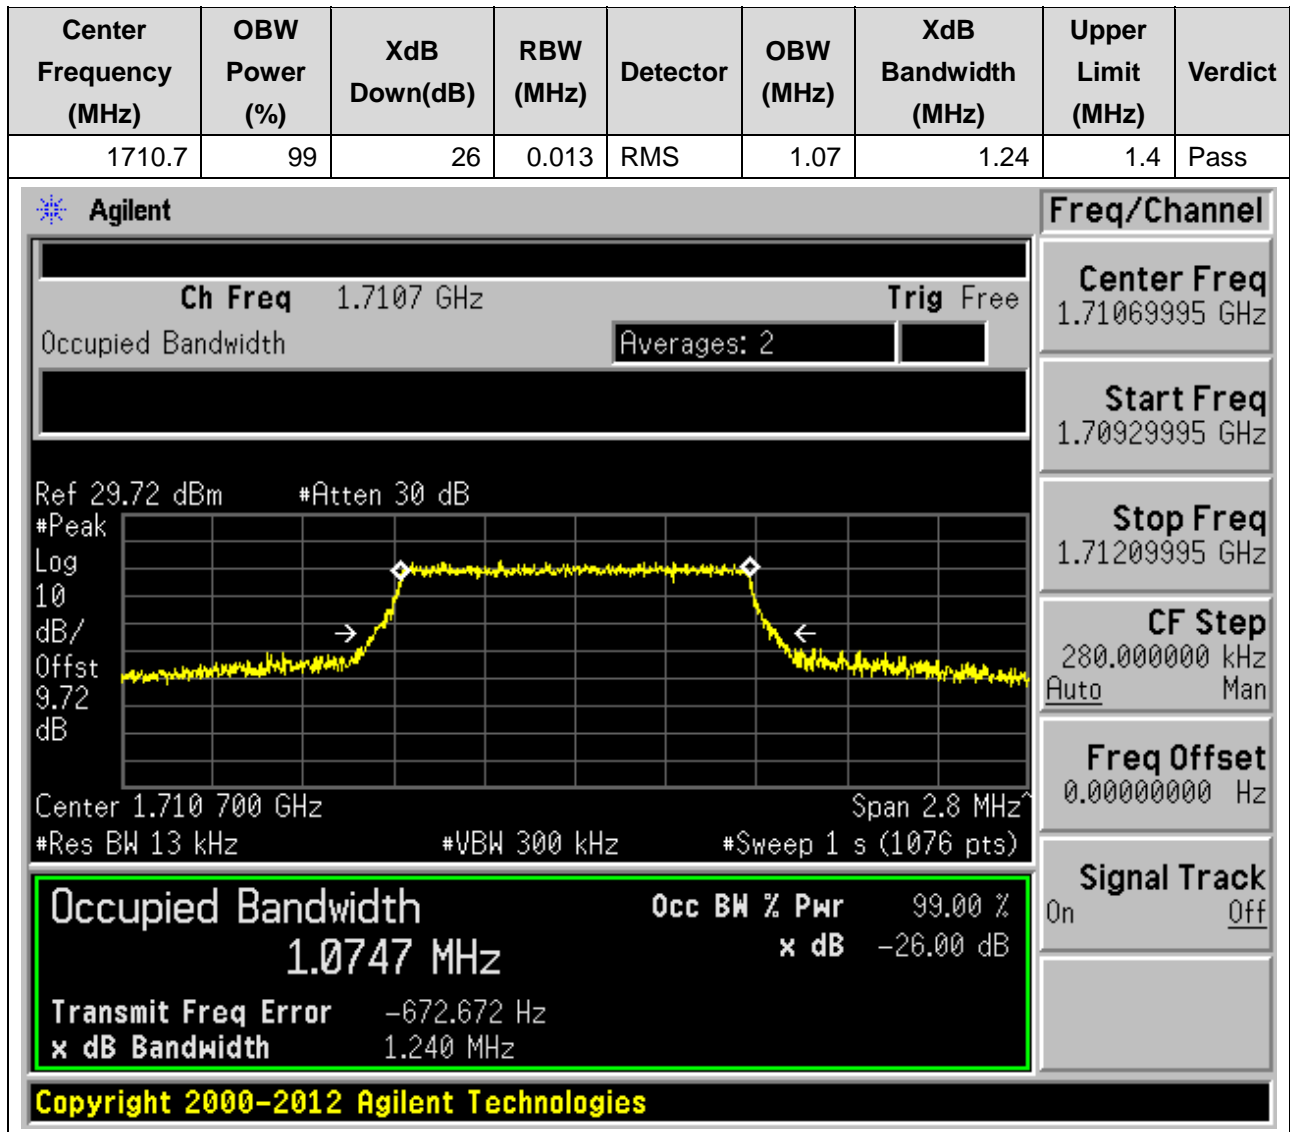 Center Frequency (MHz) OBW Power (%) XdB Down(dB) RBW (MHz) Detector OBW (MHz) XdB Bandwidth (MHz) Upper Limit (MHz) Verdict
1710.7 99 26 0.013 RMS 1.07 1.24 1.4 Pass
Agilent
Freq/Channel
Ch Freq 1.7107 GHz Trig Free
Occupied Bandwidth Averages: 2
Center Freq
1.71069995 GHz
Start Freq
1.70929995 GHz
Stop Freq
1.71209995 GHz
CF Step
280.000000 kHz
Auto Man
Freq Offset
0.00000000 Hz
Signal Track
On Off
Ref 29.72 dBm #Atten 30 dB
#Peak
Log
10
dB/
Offst
9.72
dB
Center 1.710 700 GHz Span 2.8 MHz^
#Res BW 13 kHz #VBW 300 kHz #Sweep 1 s (1076 pts)
Occupied Bandwidth Occ BW % Pwr 99.00 %
1.0747 MHz x dB -26.00 dB
Transmit Freq Error -672.672 Hz
x dB Bandwidth 1.240 MHz
Copyright 2000-2012 Agilent Technologies